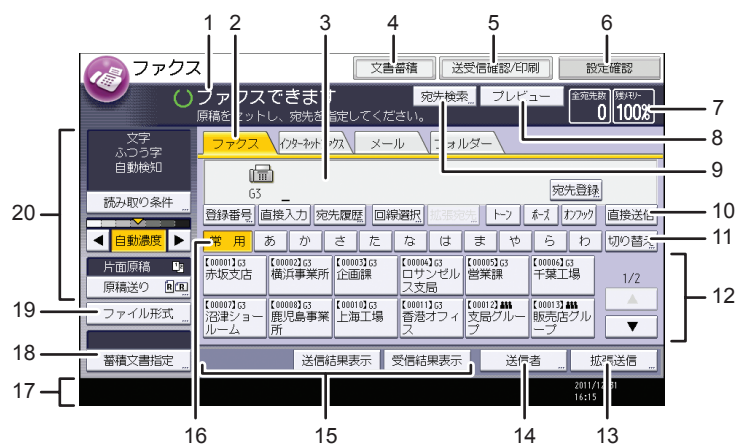 1 2 3 4 5 6
ファクス
文書蓄積 送受信確認/印刷 設定確認
ファクスできます
原稿をセットし、宛先を指定してください。
宛先検索 プレビュー
全宛先数 0
残メモリー 100%
7
8
9
文字
ふつう字
自動検知
読み取り条件
20
ファクス インターネットファクス メール フォルダー
G3 _
宛先登録
登録番号 直接入力 宛先履歴 回線選択 拡張宛先 トーン ポーズ オンフック 直接送信
10
自動濃度
常用 あ か さ た な は ま や ら わ 切り替え
11
片面原稿
原稿送り
【00001】G3 赤坂支店
【00002】G3 横浜事業所
【00003】G3 企画課
【00004】G3 ロサンゼルス支局
【00005】G3 営業課
【00006】G3 千葉工場
1/2
12
ファイル形式
19
【00007】G3 沼津ショールーム
【00008】G3 鹿児島事業所
【00010】G3 上海工場
【00011】G3 香港オフィス
【00012】 支局グループ
【00013】 販売店グループ
18
蓄積文書指定
送信結果表示 受信結果表示 送信者 拡張送信
17
2011/12/31
16:15
16 15 14 13